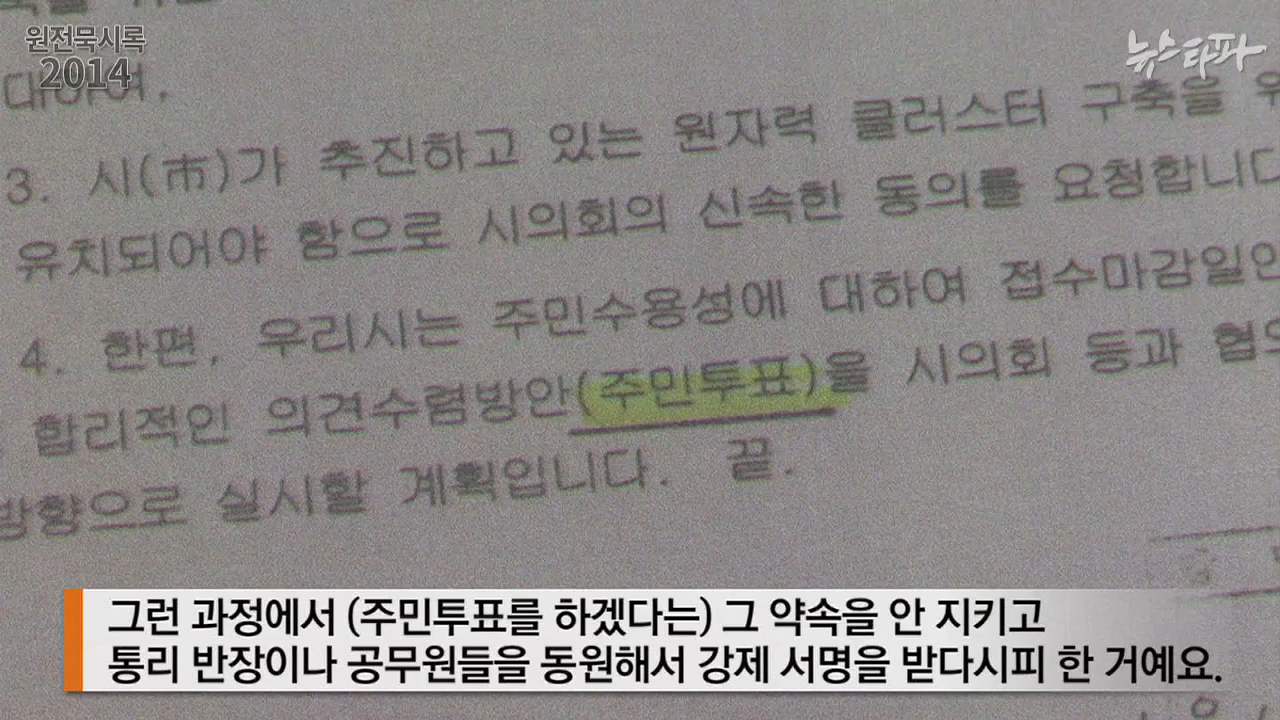 원전묵시록
2014
뉴스타파
대하여.
3. 시(市)가 추진하고 있는 원자력 클러스터 구축을
유치되어야 함으로 시의회의 신속한 동의를 요청합니다
4. 한편, 우리시는 주민수용성에 대하여 접수마감일인
합리적인 의견수렴방안(주민투표)을 시의회 등과 협의
방향으로 실시할 계획입니다. 끝.
그런 과정에서 (주민투표를 하겠다는) 그 약속을 안 지키고
통리 반장이나 공무원들을 동원해서 강제 서명을 받다시피 한 거예요.